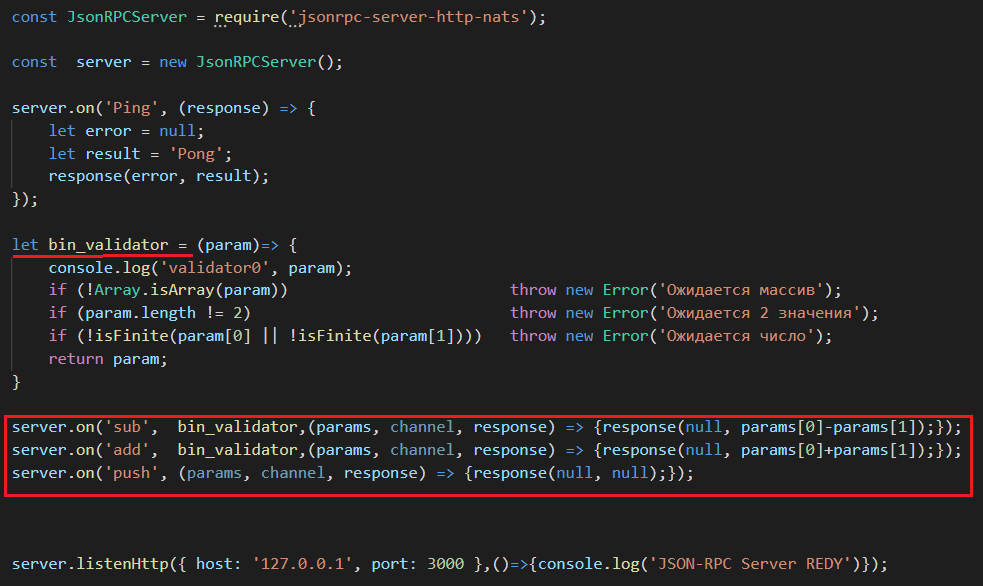 const JsonRPCServer = require('jsonrpc-server-http-nats');
const  server = new JsonRPCServer();
server.on('Ping', (response) => {
let error = null;
let result = 'Pong';
response(error, result);
});
let bin_validator = (param)=> {
console.log('validator0', param);
if (!Array.isArray(param)) throw new Error('Ожидается массив');
if (param.length != 2) throw new Error('Ожидается 2 значения');
if (!isFinite(param[0] || !isFinite(param[1]))) throw new Error('Ожидается число');
return param;
}
server.on('sub',  bin_validator,(params, channel, response) => {response(null, params[0]-params[1]);});
server.on('add',  bin_validator,(params, channel, response) => {response(null, params[0]+params[1]);});
server.on('push', (params, channel, response) => {response(null, null);});
server.listenHttp({ host: '127.0.0.1', port: 3000 },()=>{console.log('JSON-RPC Server REDY')});